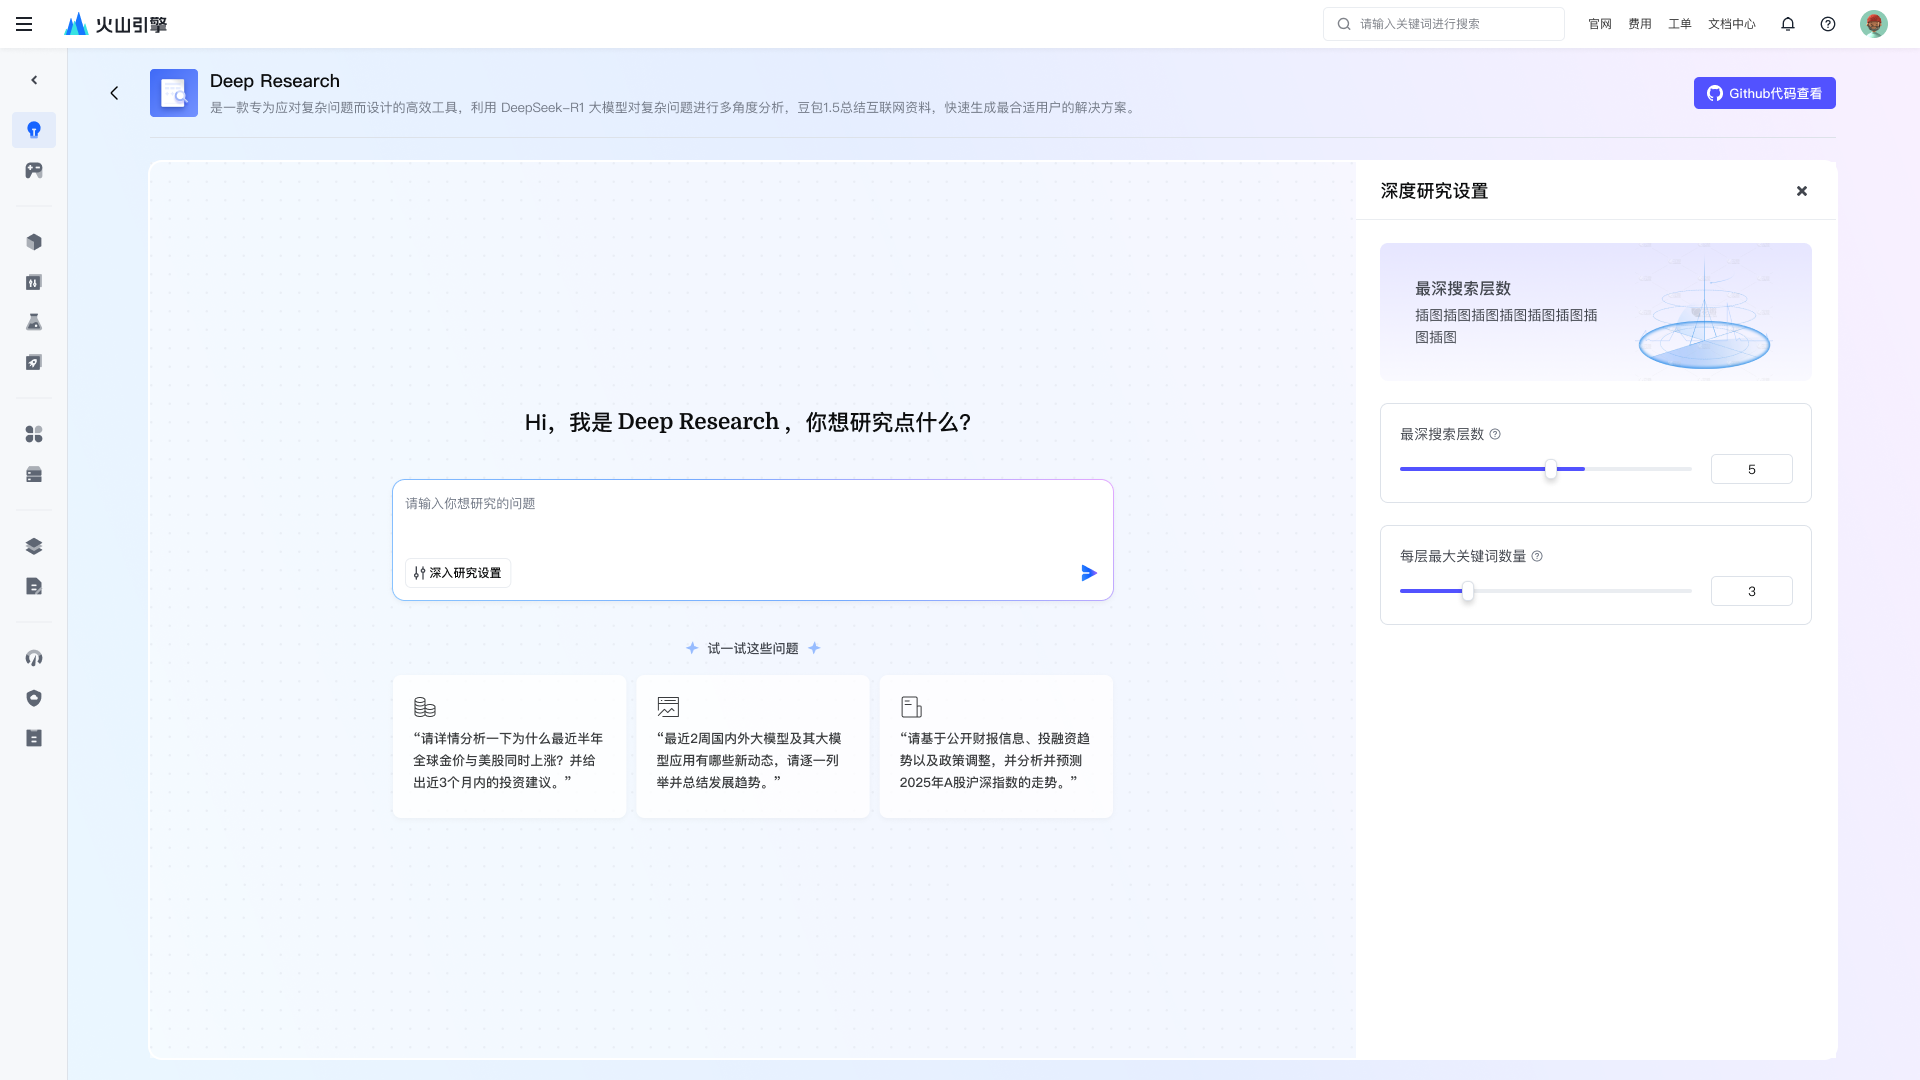 火山引擎
请输入关键词进行搜索
官网 费用 工单 文档中心
Deep Research
是一款专为应对复杂问题而设计的高效工具，利用 DeepSeek-R1 大模型对复杂问题进行多角度分析，豆包1.5总结互联网资料，快速生成最合适用户的解决方案。
Github代码查看
Hi，我是 Deep Research ，你想研究点什么？
请输入你想研究的问题
深入研究设置
试一试这些问题
“请详情分析一下为什么最近半年
全球金价与美股同时上涨？并给
出近3个月内的投资建议。”
“最近2周国内外大模型及其大模
型应用有哪些新动态，请逐一列
举并总结发展趋势。”
“请基于公开财报信息、投融资趋
势以及政策调整，并分析并预测
2025年A股沪深指数的走势。”
深度研究设置
最深搜索层数
插图插图插图插图插图插图插
图插图
最深搜索层数
5
每层最大关键词数量
3